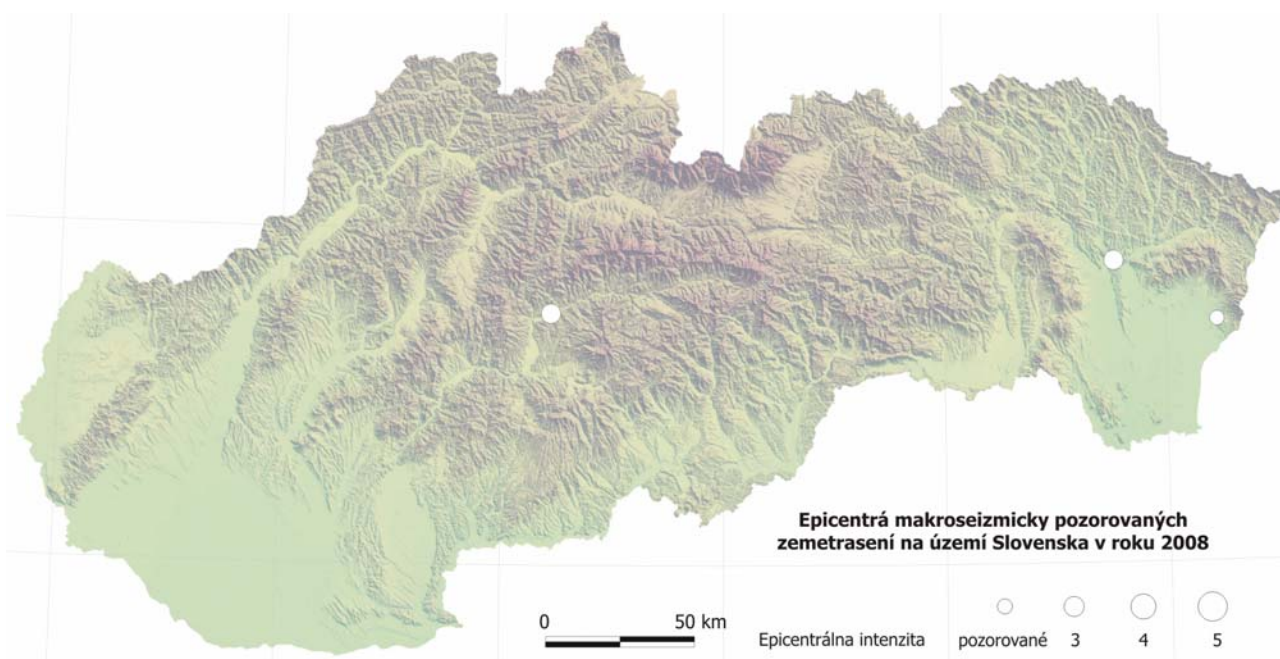 Epicentrá makroseizmicky pozorovaných
zemetrasení na území Slovenska v roku 2008
0 50 km
Epicentrálna intenzita pozorované 3 4 5